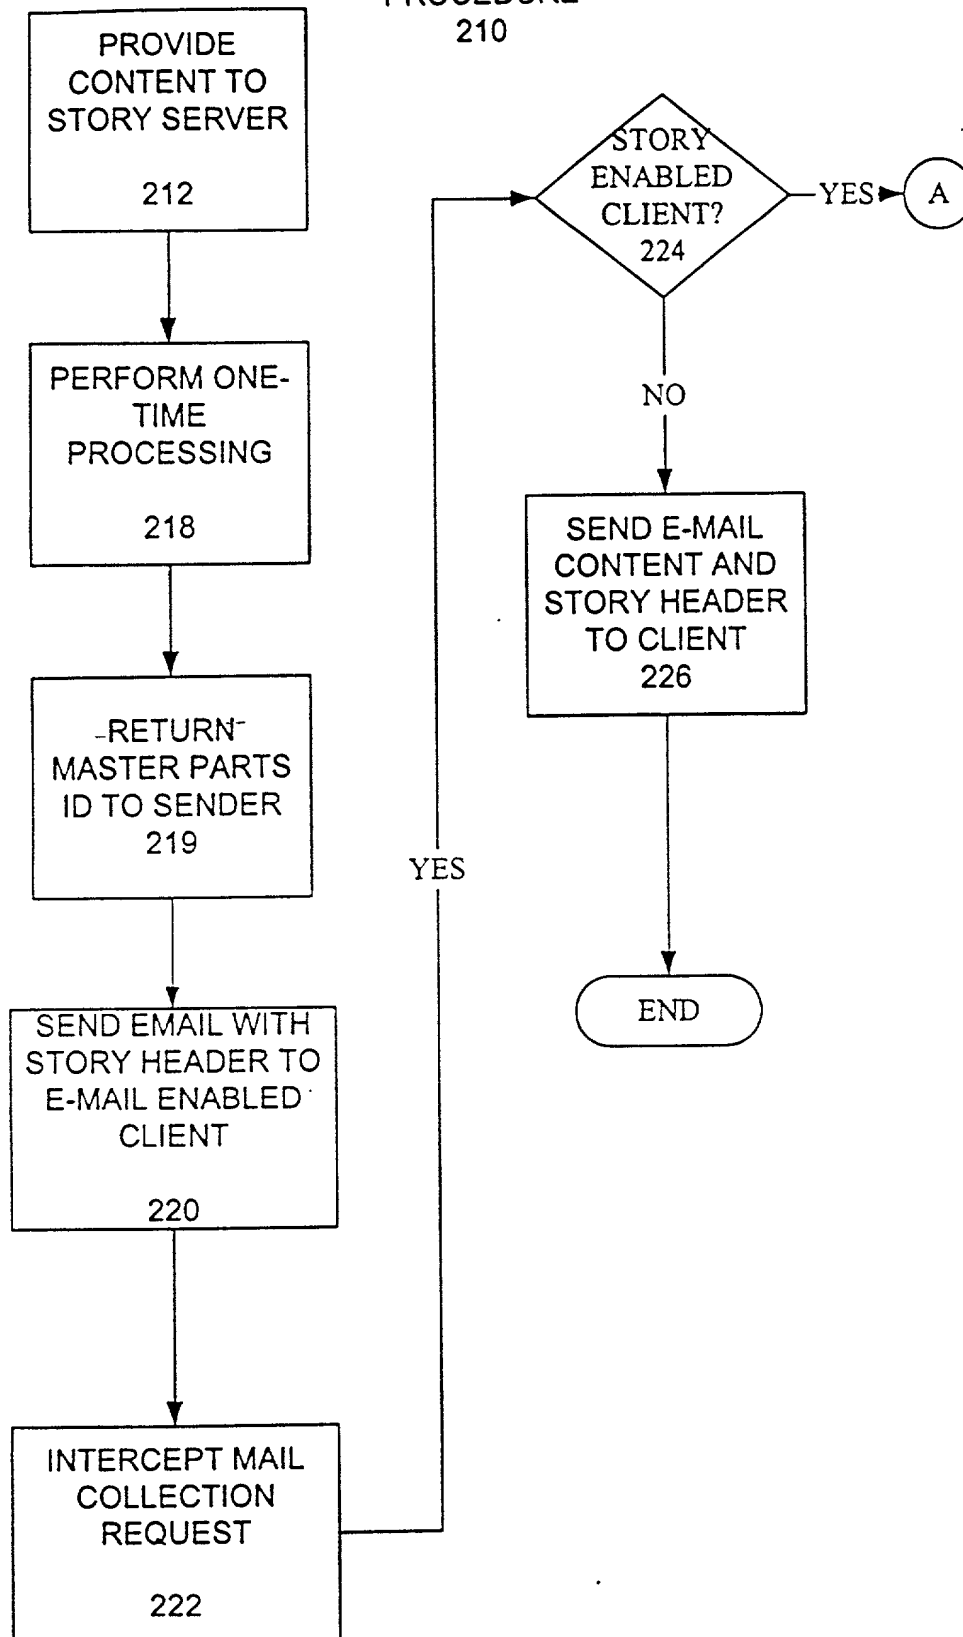 210
PROVIDE
CONTENT TO
STORY SERVER
212
PERFORM ONE-
TIME
PROCESSING
218
RETURN
MASTER PARTS
ID TO SENDER
219
SEND EMAIL WITH
STORY HEADER TO
E-MAIL ENABLED
CLIENT
220
INTERCEPT MAIL
COLLECTION
REQUEST
222
YES
STORY
ENABLED
CLIENT?
224
YES
A
NO
SEND E-MAIL
CONTENT AND
STORY HEADER
TO CLIENT
226
END